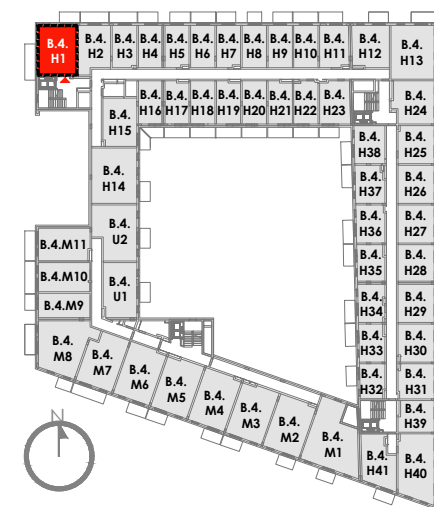 B.4. H1
B.4. H2
B.4. H3
B.4. H4
B.4. H5
B.4. H6
B.4. H7
B.4. H8
B.4. H9
B.4. H10
B.4. H11
B.4. H12
B.4. H13
B.4. H15
B.4. H16
B.4. H17
B.4. H18
B.4. H19
B.4. H20
B.4. H21
B.4. H22
B.4. H23
B.4. H24
B.4. H38
B.4. H25
B.4. H14
B.4. H37
B.4. H26
B.4. U2
B.4. H36
B.4. H27
B.4.M11
B.4. H35
B.4. H28
B.4.M10
B.4. U1
B.4. H34
B.4. H29
B.4.M9
B.4. H33
B.4. H30
B.4. M8
B.4. M7
B.4. M6
B.4. M5
B.4. M4
B.4. M3
B.4. M2
B.4. M1
B.4. H32
B.4. H31
B.4. H39
B.4. H41
B.4. H40
N